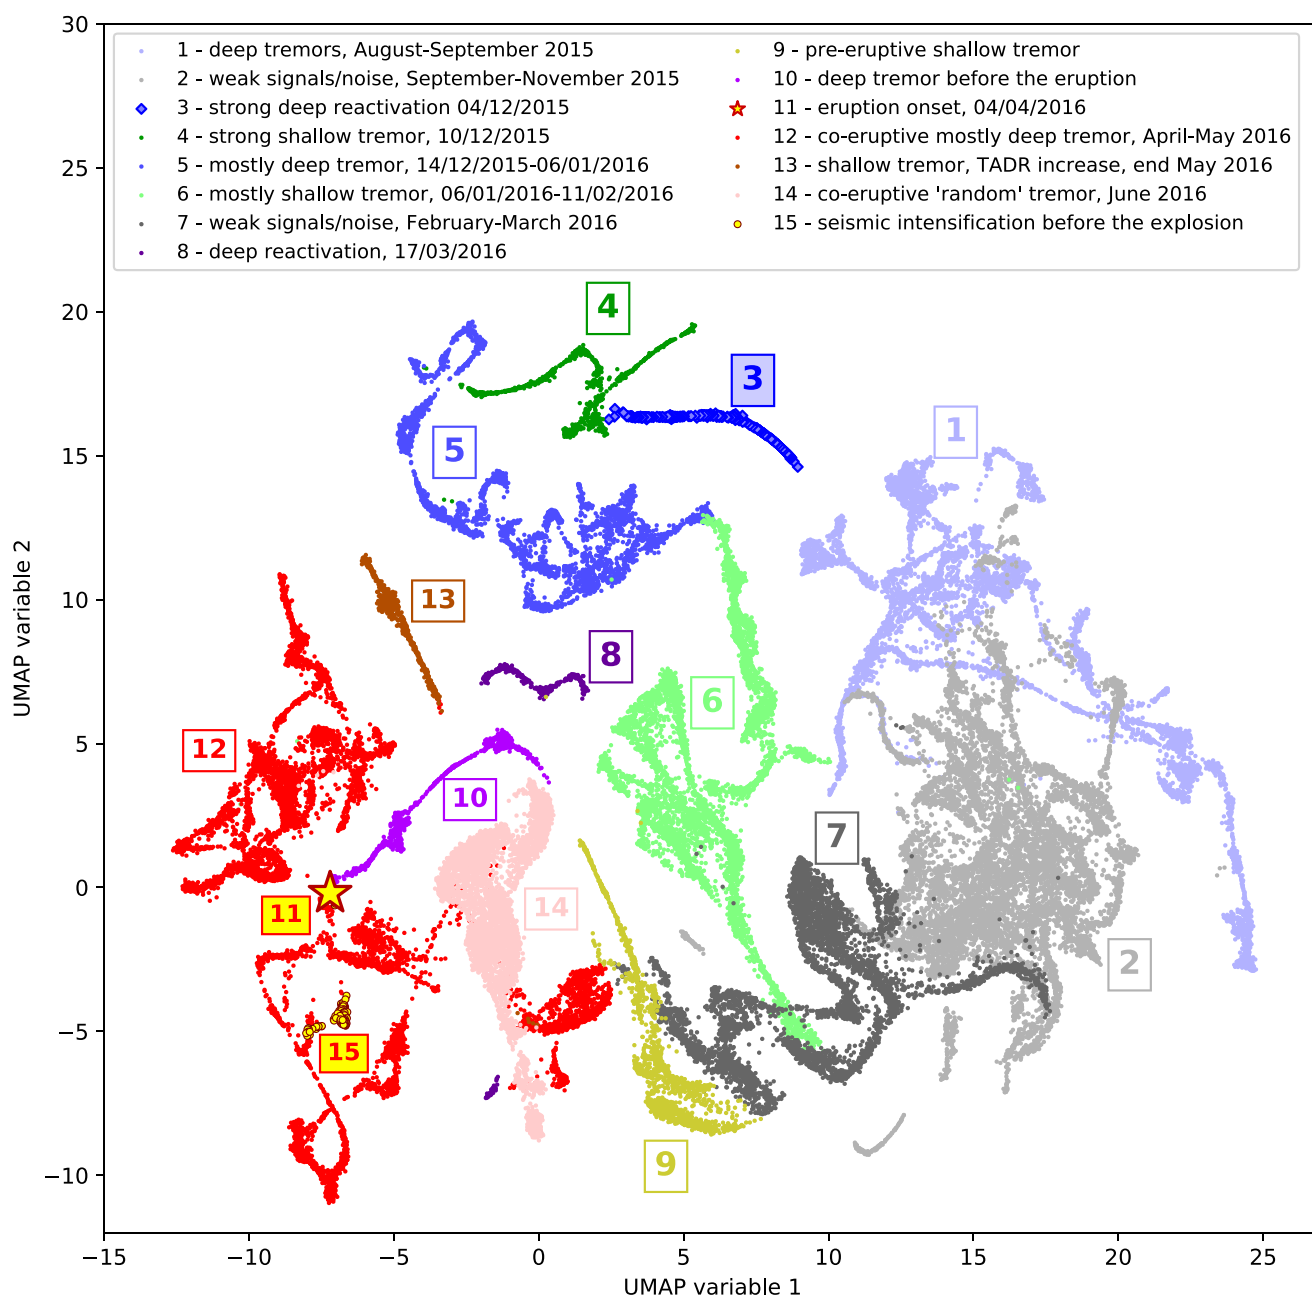 1 - deep tremors, August-September 2015
2 - weak signals/noise, September-November 2015
3 - strong deep reactivation 04/12/2015
4 - strong shallow tremor, 10/12/2015
5 - mostly deep tremor, 14/12/2015-06/01/2016
6 - mostly shallow tremor, 06/01/2016-11/02/2016
7 - weak signals/noise, February-March 2016
8 - deep reactivation, 17/03/2016
9 - pre-eruptive shallow tremor
10 - deep tremor before the eruption
11 - eruption onset, 04/04/2016
12 - co-eruptive mostly deep tremor, April-May 2016
13 - shallow tremor, TADR increase, end May 2016
14 - co-eruptive 'random' tremor, June 2016
15 - seismic intensification before the explosion
30
25
20
15
10
5
0
−5
−10
UMAP variable 2
4
3
1
5
13
8
6
12
10
7
11
14
2
15
9
−15
−10
−5
0
5
10
15
20
25
UMAP variable 1